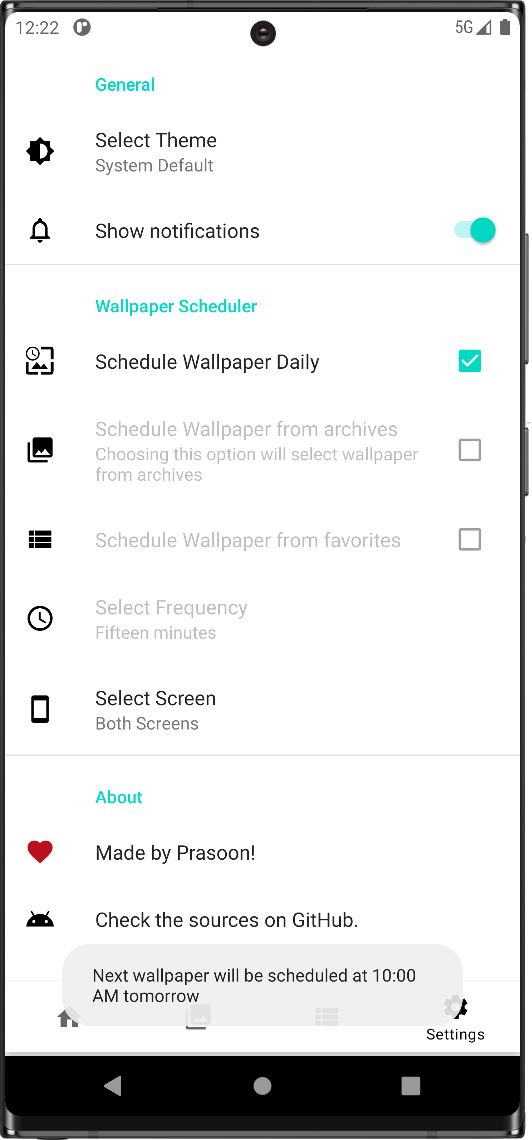 12:22
5G
General
Select Theme
System Default
Show notifications
Wallpaper Scheduler
Schedule Wallpaper Daily
Schedule Wallpaper from archives
Choosing this option will select wallpaper
from archives
Schedule Wallpaper from favorites
Select Frequency
Fifteen minutes
Select Screen
Both Screens
About
Made by Prasoon!
Check the sources on GitHub.
Next wallpaper will be scheduled at 10:00
AM tomorrow
Settings